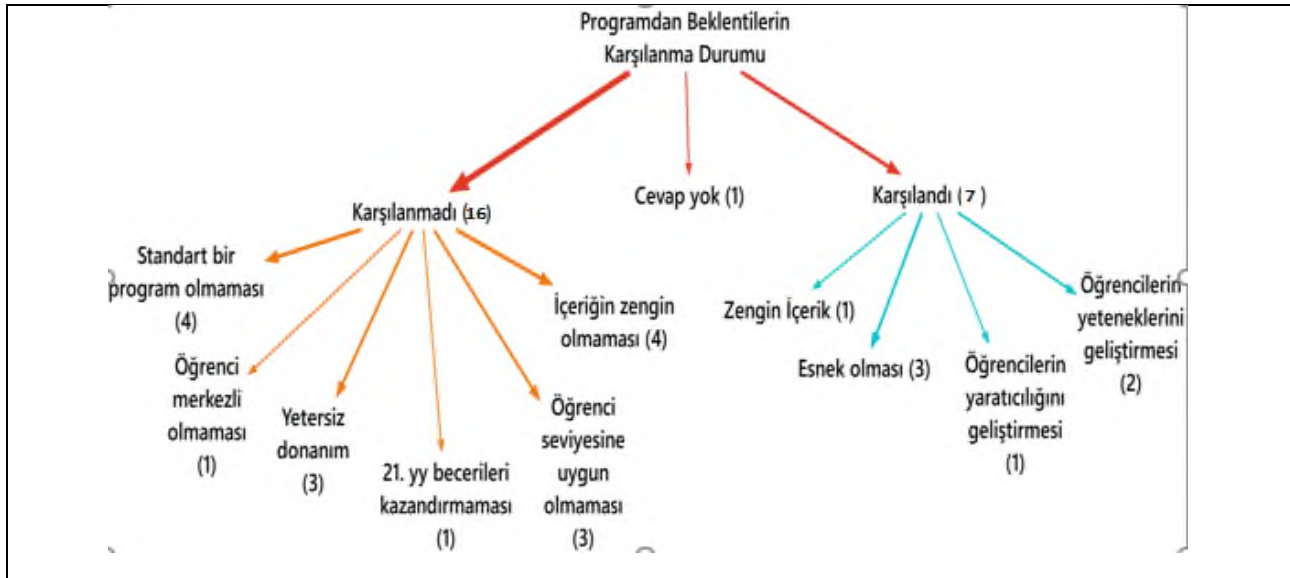 Programdan Beklentilerin
Karşılanma Durumu
Karşılanmadı (16)
Cevap yok (1)
Karşılandı (7 )
Standart bir
program olmaması
(4)
Öğrenci
merkezli
olmaması
(1)
Yetersiz
donanım
(3)
21. yy becerileri
kazandırmaması
(1)
Öğrenci
seviyesine
uygun
olmaması
(3)
İçeriğin zengin
olmaması (4)
Zengin İçerik (1)
Esnek olması (3)
Öğrencilerin
yaratıcılığını
geliştirmesi
(1)
Öğrencilerin
yeteneklerini
geliştirmesi
(2)